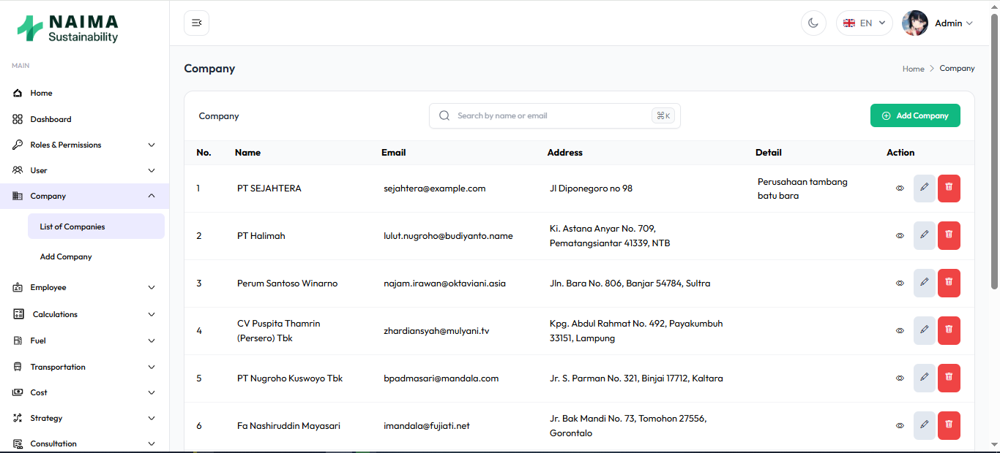 NAIMA
Sustainability
EN
Admin
MAIN
Home
Dashboard
Roles & Permissions
User
Company
List of Companies
Add Company
Employee
Calculations
Fuel
Transportation
Cost
Strategy
Consultation
Company
Home > Company
Company
Search by name or email
⌘K
Add Company
No. Name Email Address Detail Action
1 PT SEJAHTERA sejahtera@example.com Jl Diponegoro no 98 Perusahaan tambang
batu bara
2 PT Halimah lulut.nugroho@budiyanto.name Ki. Astana Anyar No. 709,
Pematangsiantar 41339, NTB
3 Perum Santoso Winarno najam.irawan@oktaviani.asia Jln. Bara No. 806, Banjar 54784, Sultra
4 CV Puspita Thamrin
(Persero) Tbk zhardiansyah@mulyani.tv Kpg. Abdul Rahmat No. 492, Payakumbuh
33151, Lampung
5 PT Nugroho Kuswoyo Tbk bpadmasari@mandala.com Jr. S. Parman No. 321, Binjai 17712, Kaltara
6 Fa Nashiruddin Mayasari imandala@fujiati.net Jr. Bak Mandi No. 73, Tomohon 27556,
Gorontalo